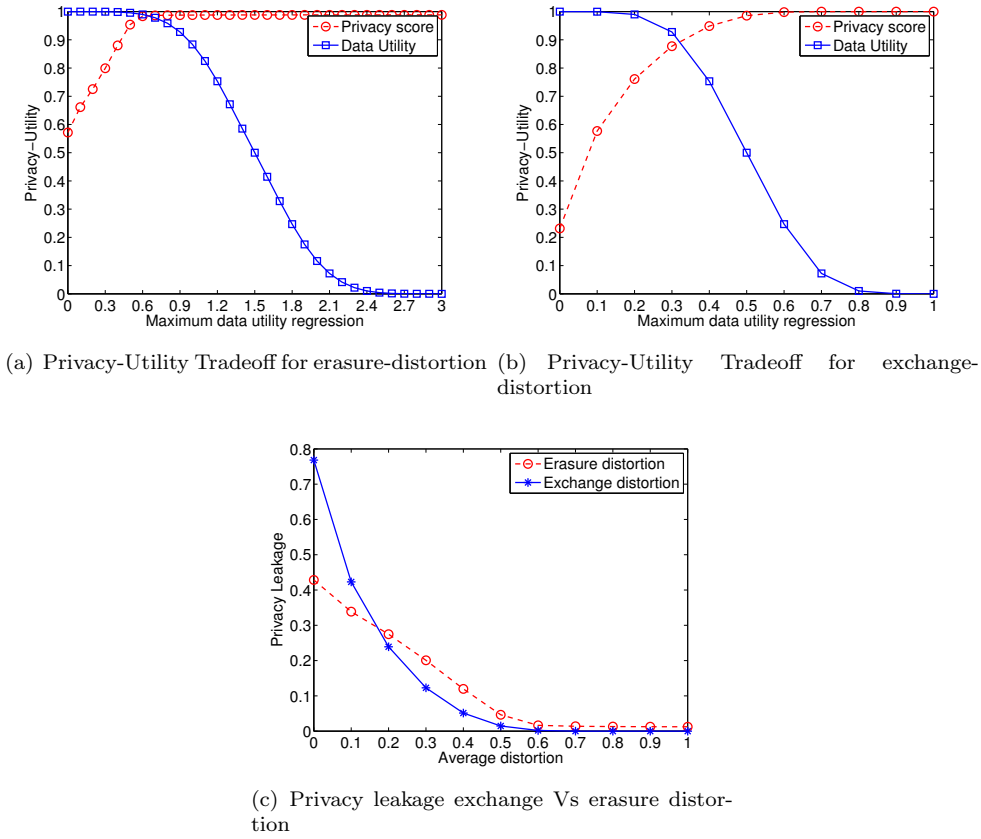 Privacy score
Data Utility
Privacy−Utility
1
0.9
0.8
0.7
0.6
0.5
0.4
0.3
0.2
0.1
0
0 0.3 0.6 0.9 1.2 1.5 1.8 2.1 2.4 2.7 3
Maximum data utility regression
(a) Privacy-Utility Tradeoff for erasure-distortion
Privacy score
Data Utility
Privacy−Utility
1
0.9
0.8
0.7
0.6
0.5
0.4
0.3
0.2
0.1
0
0 0.1 0.2 0.3 0.4 0.5 0.6 0.7 0.8 0.9 1
Maximum data utility regression
(b) Privacy-Utility Tradeoff for exchange-
distortion
Erasure distortion
Exchange distortion
Privacy Leakage
0.8
0.7
0.6
0.5
0.4
0.3
0.2
0.1
0
0 0.1 0.2 0.3 0.4 0.5 0.6 0.7 0.8 0.9 1
Average distortion
(c) Privacy leakage exchange Vs erasure distor-
tion